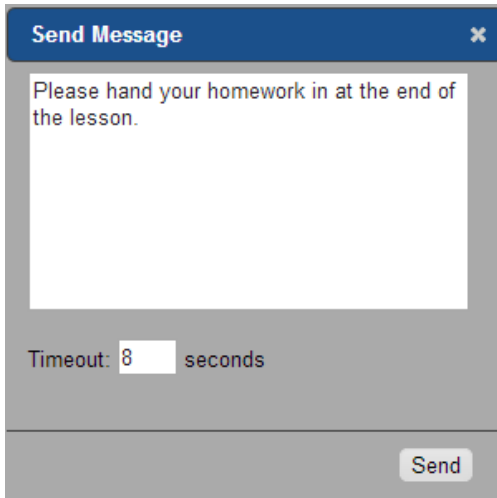 Send Message
Please hand your homework in at the end of
the lesson.
Timeout: 8 seconds
Send